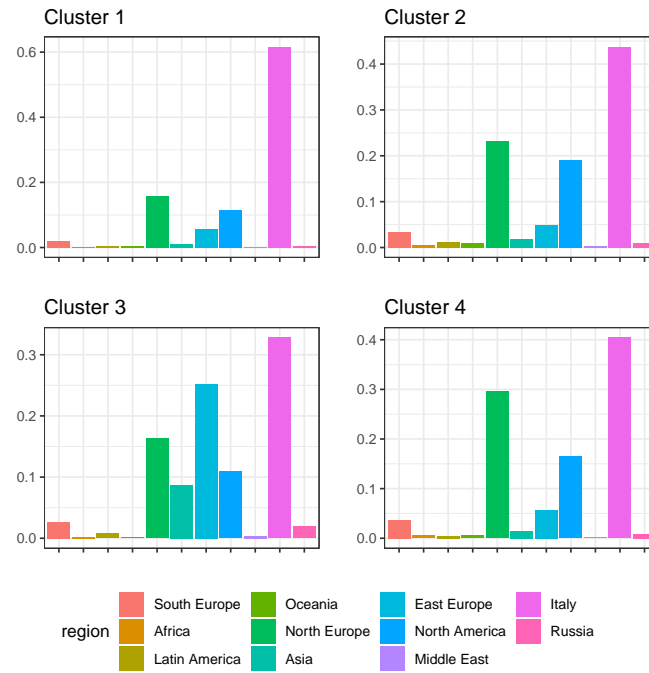 Cluster 1
0.6
0.4
0.2
0.0
Cluster 2
0.4
0.3
0.2
0.1
0.0
Cluster 3
0.3
0.2
0.1
0.0
Cluster 4
0.4
0.3
0.2
0.1
0.0
region
South Europe
Oceania
East Europe
Italy
Africa
North Europe
North America
Russia
Latin America
Asia
Middle East